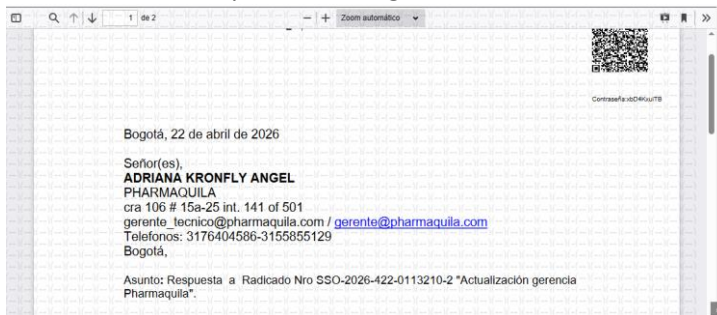 1 de 2 Zoom automático
Bogotá, 22 de abril de 2026
Señor(es),
ADRIANA KRONFLY ANGEL
PHARMAQUILA
cra 106 # 15a-25 int. 141 of 501
gerente_tecnico@pharmaquila.com / gerente@pharmaquila.com
Telefonos: 3176404586-3155855129
Bogotá,
Asunto: Respuesta a Radicado Nro SSO-2026-422-0113210-2 "Actualización gerencia
Pharmaquila".